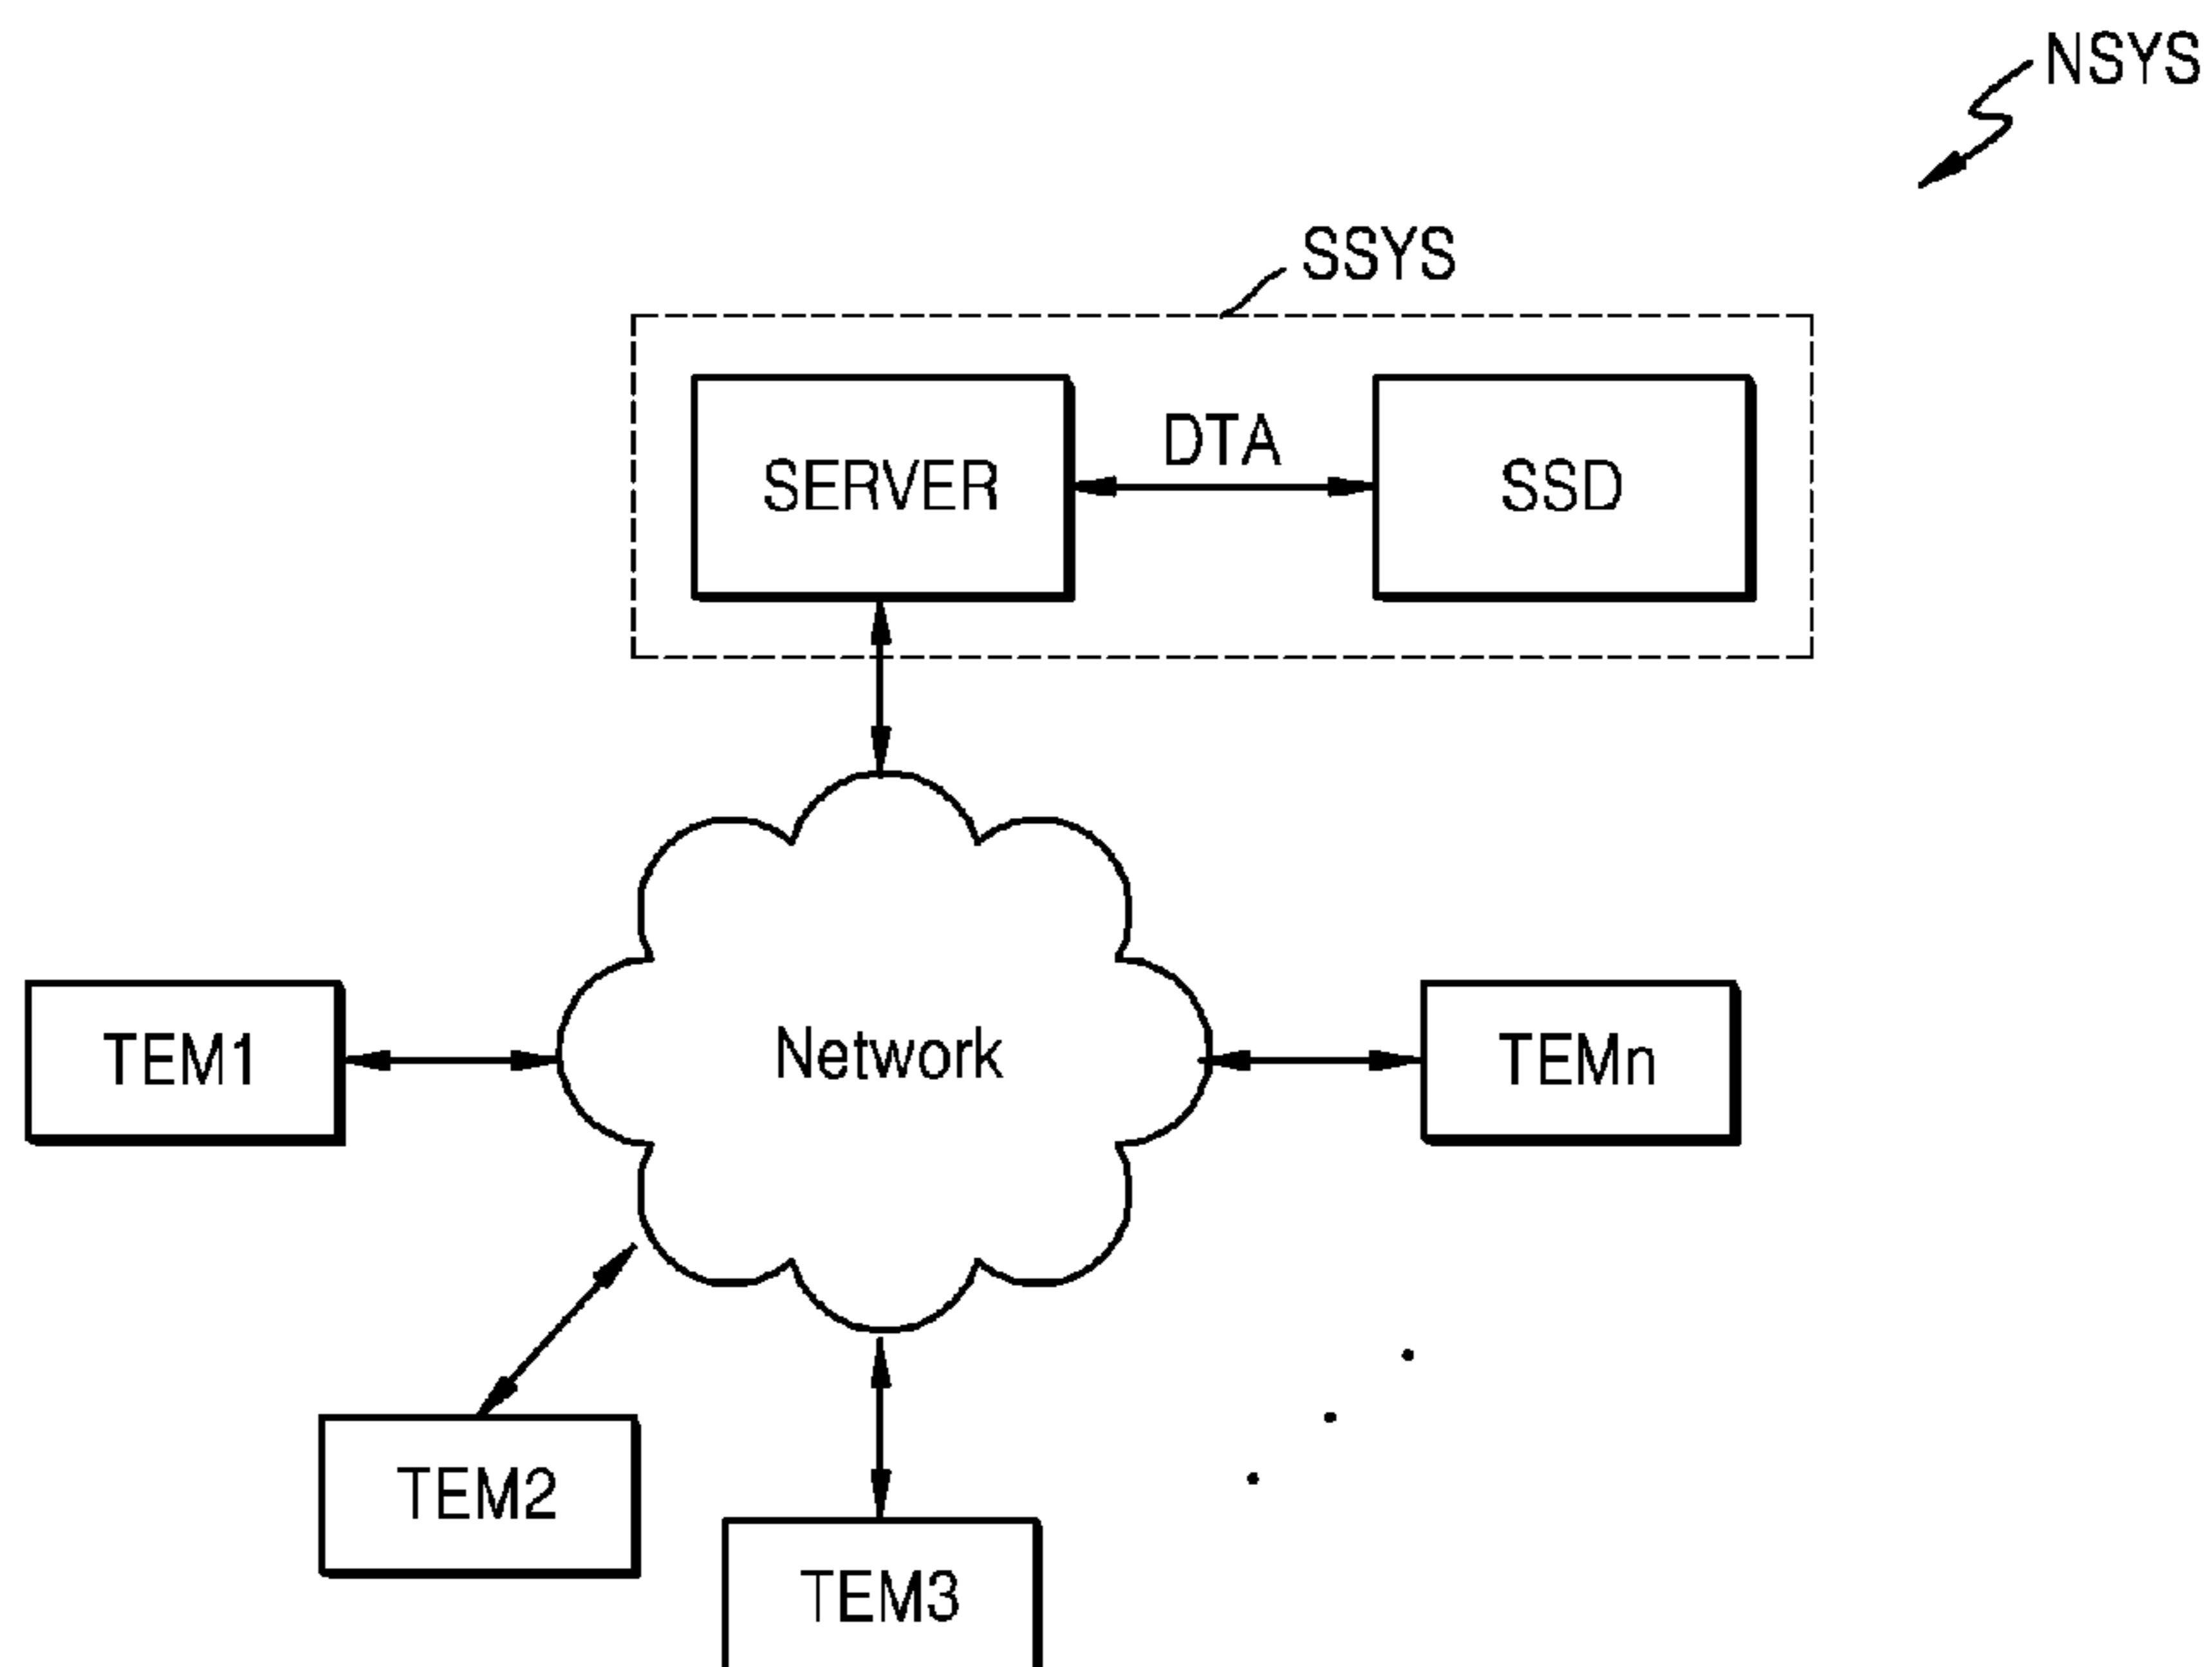 NSYS
SSYS
DTA
SERVER
SSD
Network
TEM1
TEMn
TEM2
TEM3